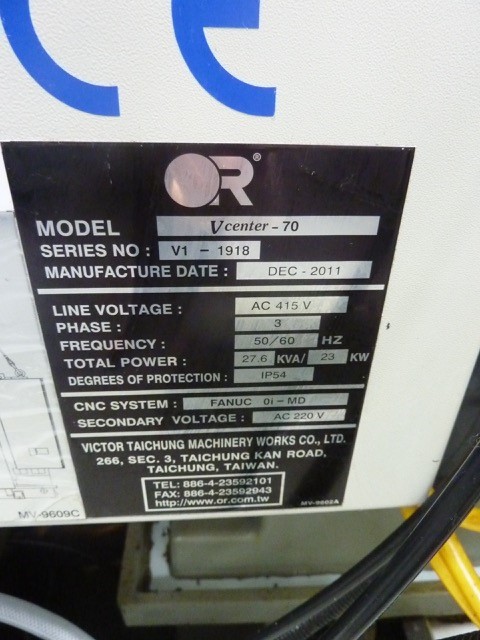 CE
OR®
MODEL Vcenter-70
SERIES NO : V1 - 1918
MANUFACTURE DATE : DEC - 2011
LINE VOLTAGE : AC 415 V
PHASE : 3
FREQUENCY : 50/60 HZ
TOTAL POWER : 27.6 KVA/ 23 KW
DEGREES OF PROTECTION : IP54
CNC SYSTEM : FANUC 0i-MD
SECONDARY VOLTAGE : AC 220 V
VICTOR TAICHUNG MACHINERY WORKS CO., LTD.
266, SEC. 3, TAICHUNG KAN ROAD,
TAICHUNG, TAIWAN.
TEL: 886-4-23592101
FAX: 886-4-23592943
http://www.or.com.tw
MV-9602A
MV-9609C